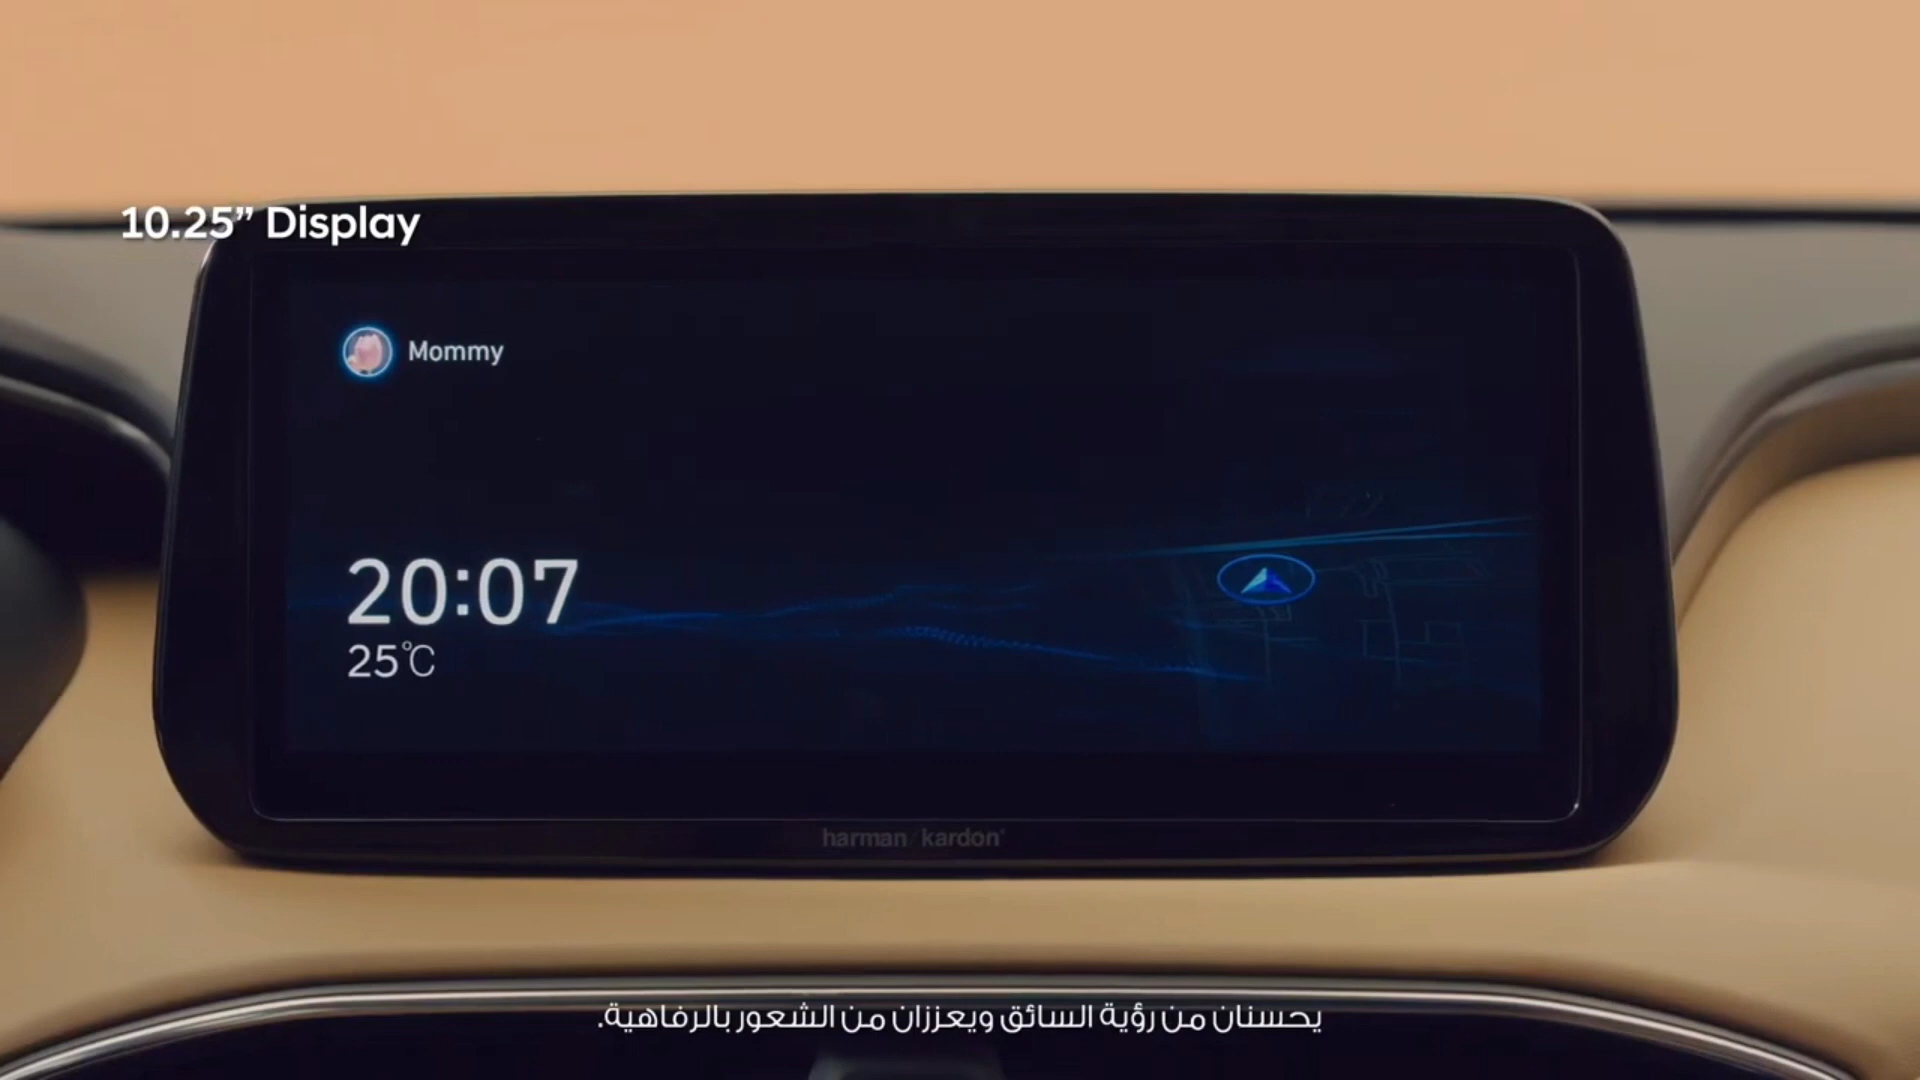 10.25” Display
Mommy
20:07
25℃
harman/kardon
يحسنان من رؤية السائق ويعززان من الشعور بالرفاهية.